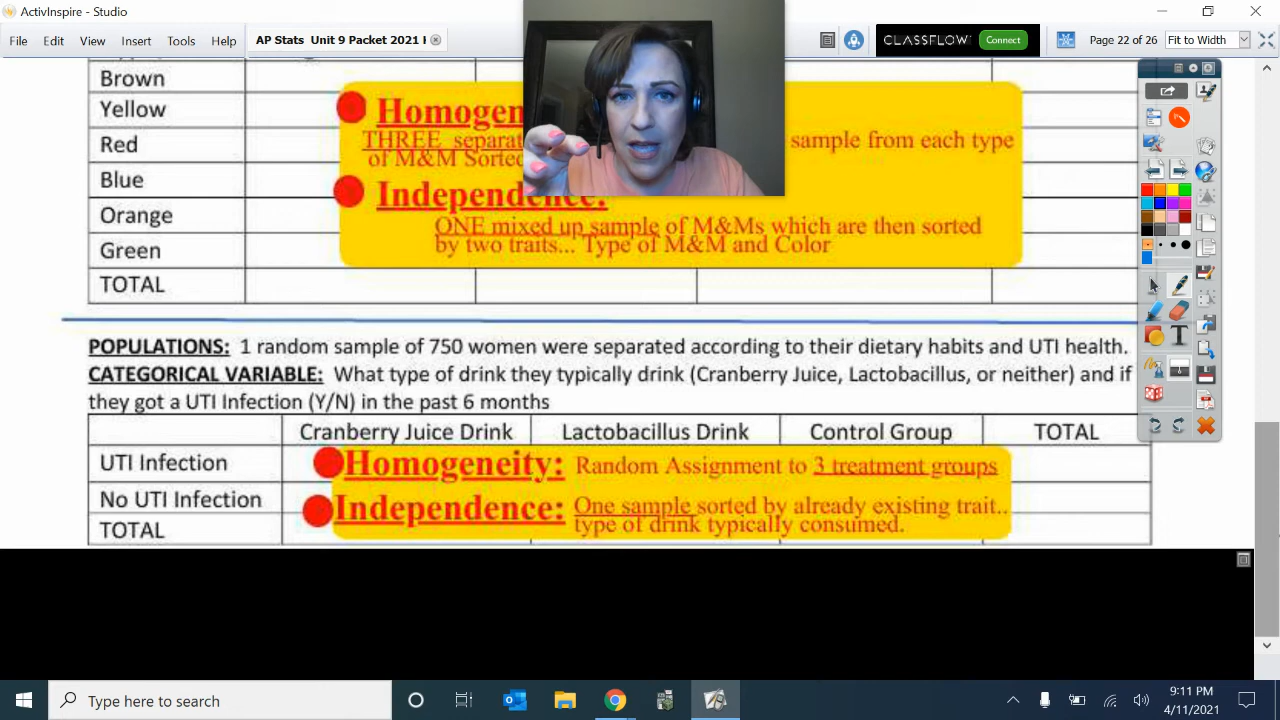 ActivInspire - Studio
File Edit View Insert Tools Help
AP Stats Unit 9 Packet 2021
CLASSFLOW Connect
Page 22 of 26
Fit to Width
Brown
Yellow
Red
Blue
Orange
Green
TOTAL
Homogen
THREE separat sample from each type
of M&M Sorted
Independence:
ONE mixed up sample of M&Ms which are then sorted
by two traits... Type of M&M and Color
POPULATIONS: 1 random sample of 750 women were separated according to their dietary habits and UTI health.
CATEGORICAL VARIABLE: What type of drink they typically drink (Cranberry Juice, Lactobacillus, or neither) and if
they got a UTI Infection (Y/N) in the past 6 months
Cranberry Juice Drink Lactobacillus Drink Control Group TOTAL
UTI Infection
No UTI Infection
TOTAL
Homogeneity: Random Assignment to 3 treatment groups
Independence: One sample sorted by already existing trait..
type of drink typically consumed.
Type here to search
9:11 PM
4/11/2021